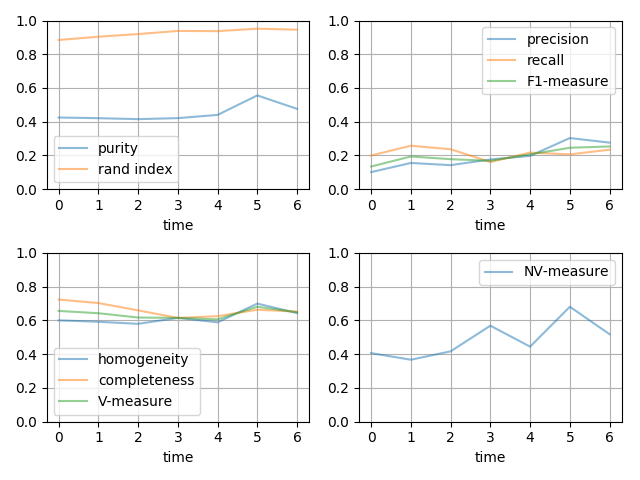 1.0
0.8
0.6
0.4
0.2
0.0
purity
rand index
0 1 2 3 4 5 6
time
1.0
0.8
0.6
0.4
0.2
0.0
precision
recall
F1-measure
0 1 2 3 4 5 6
time
1.0
0.8
0.6
0.4
0.2
0.0
homogeneity
completeness
V-measure
0 1 2 3 4 5 6
time
1.0
0.8
0.6
0.4
0.2
0.0
NV-measure
0 1 2 3 4 5 6
time